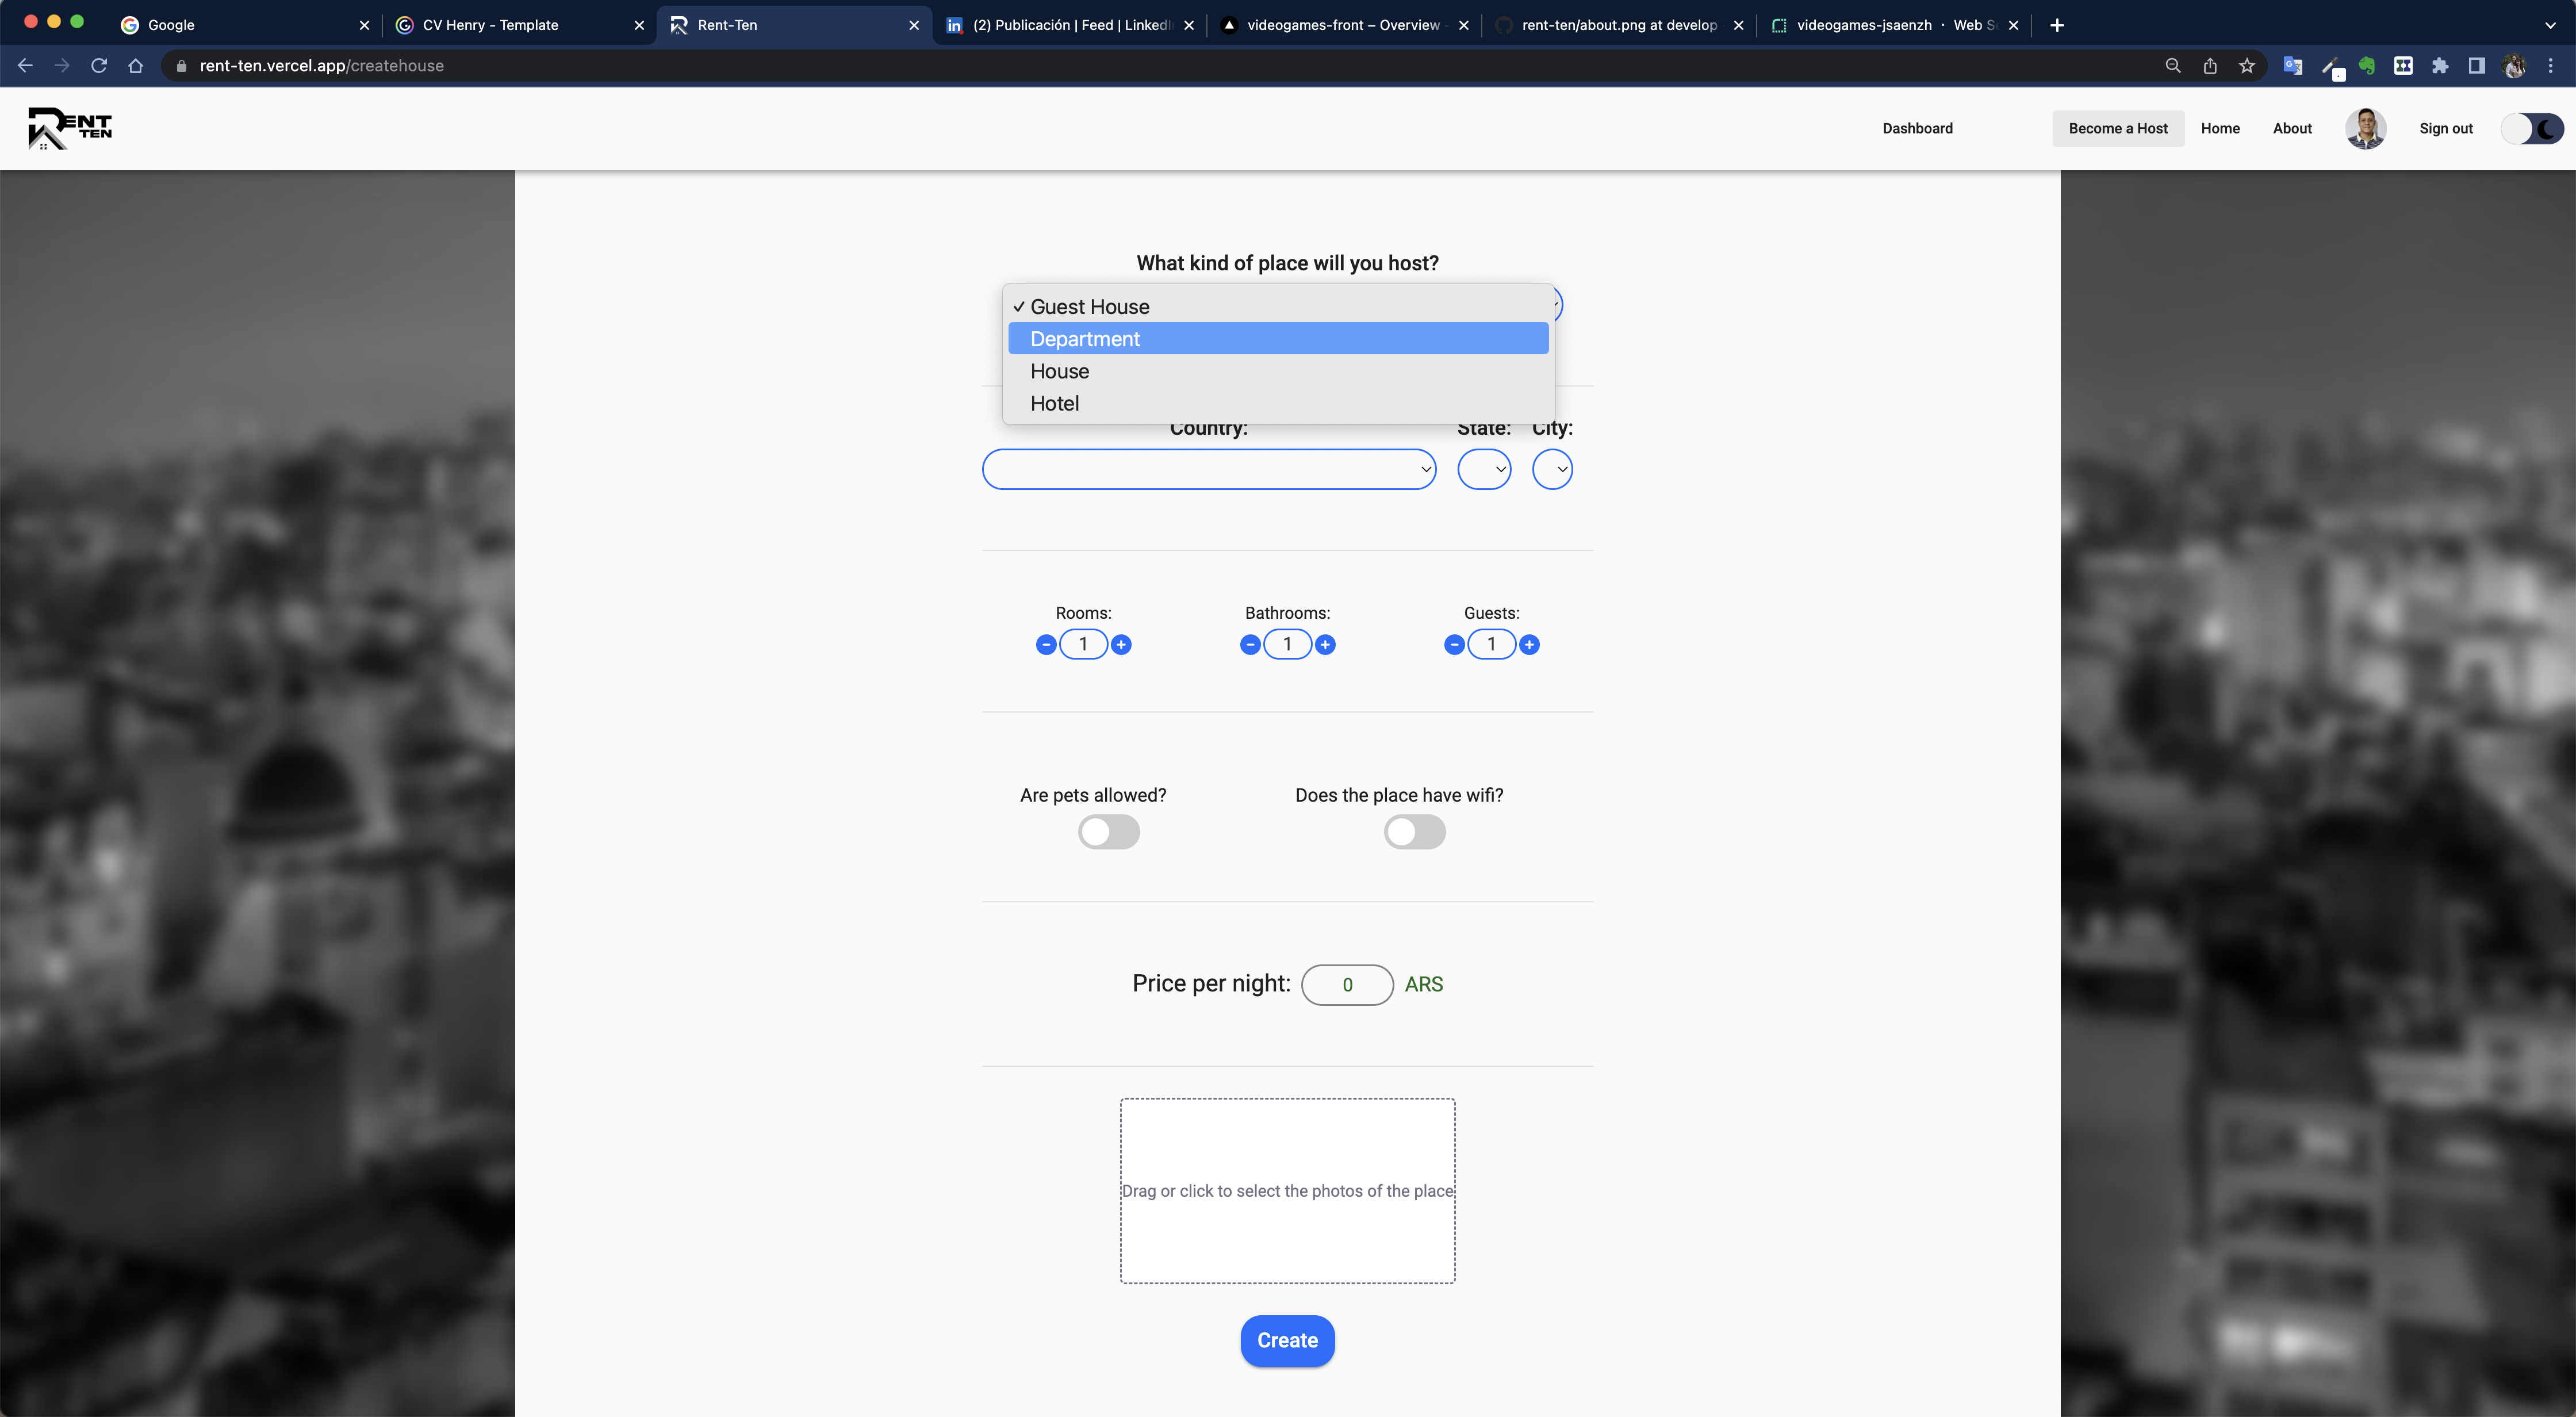 Google
CV Henry - Template
Rent-Ten
(2) Publicación | Feed | LinkedIn
videogames-front – Overview -
rent-ten/about.png at develop
videogames-jsaenzh · Web Se
rent-ten.vercel.app/createhouse
RENT
TEN
Dashboard
Become a Host
Home
About
Sign out
What kind of place will you host?
✓ Guest House
Department
House
Hotel
Country: State: City:
Rooms: Bathrooms: Guests:
- 1 + - 1 + - 1 +
Are pets allowed? Does the place have wifi?
Price per night: 0 ARS
Drag or click to select the photos of the place
Create